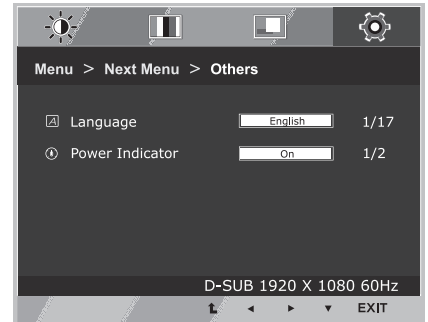 Menu > Next Menu > Others
Language English 1/17
Power Indicator On 1/2
D-SUB 1920 X 1080 60Hz
EXIT